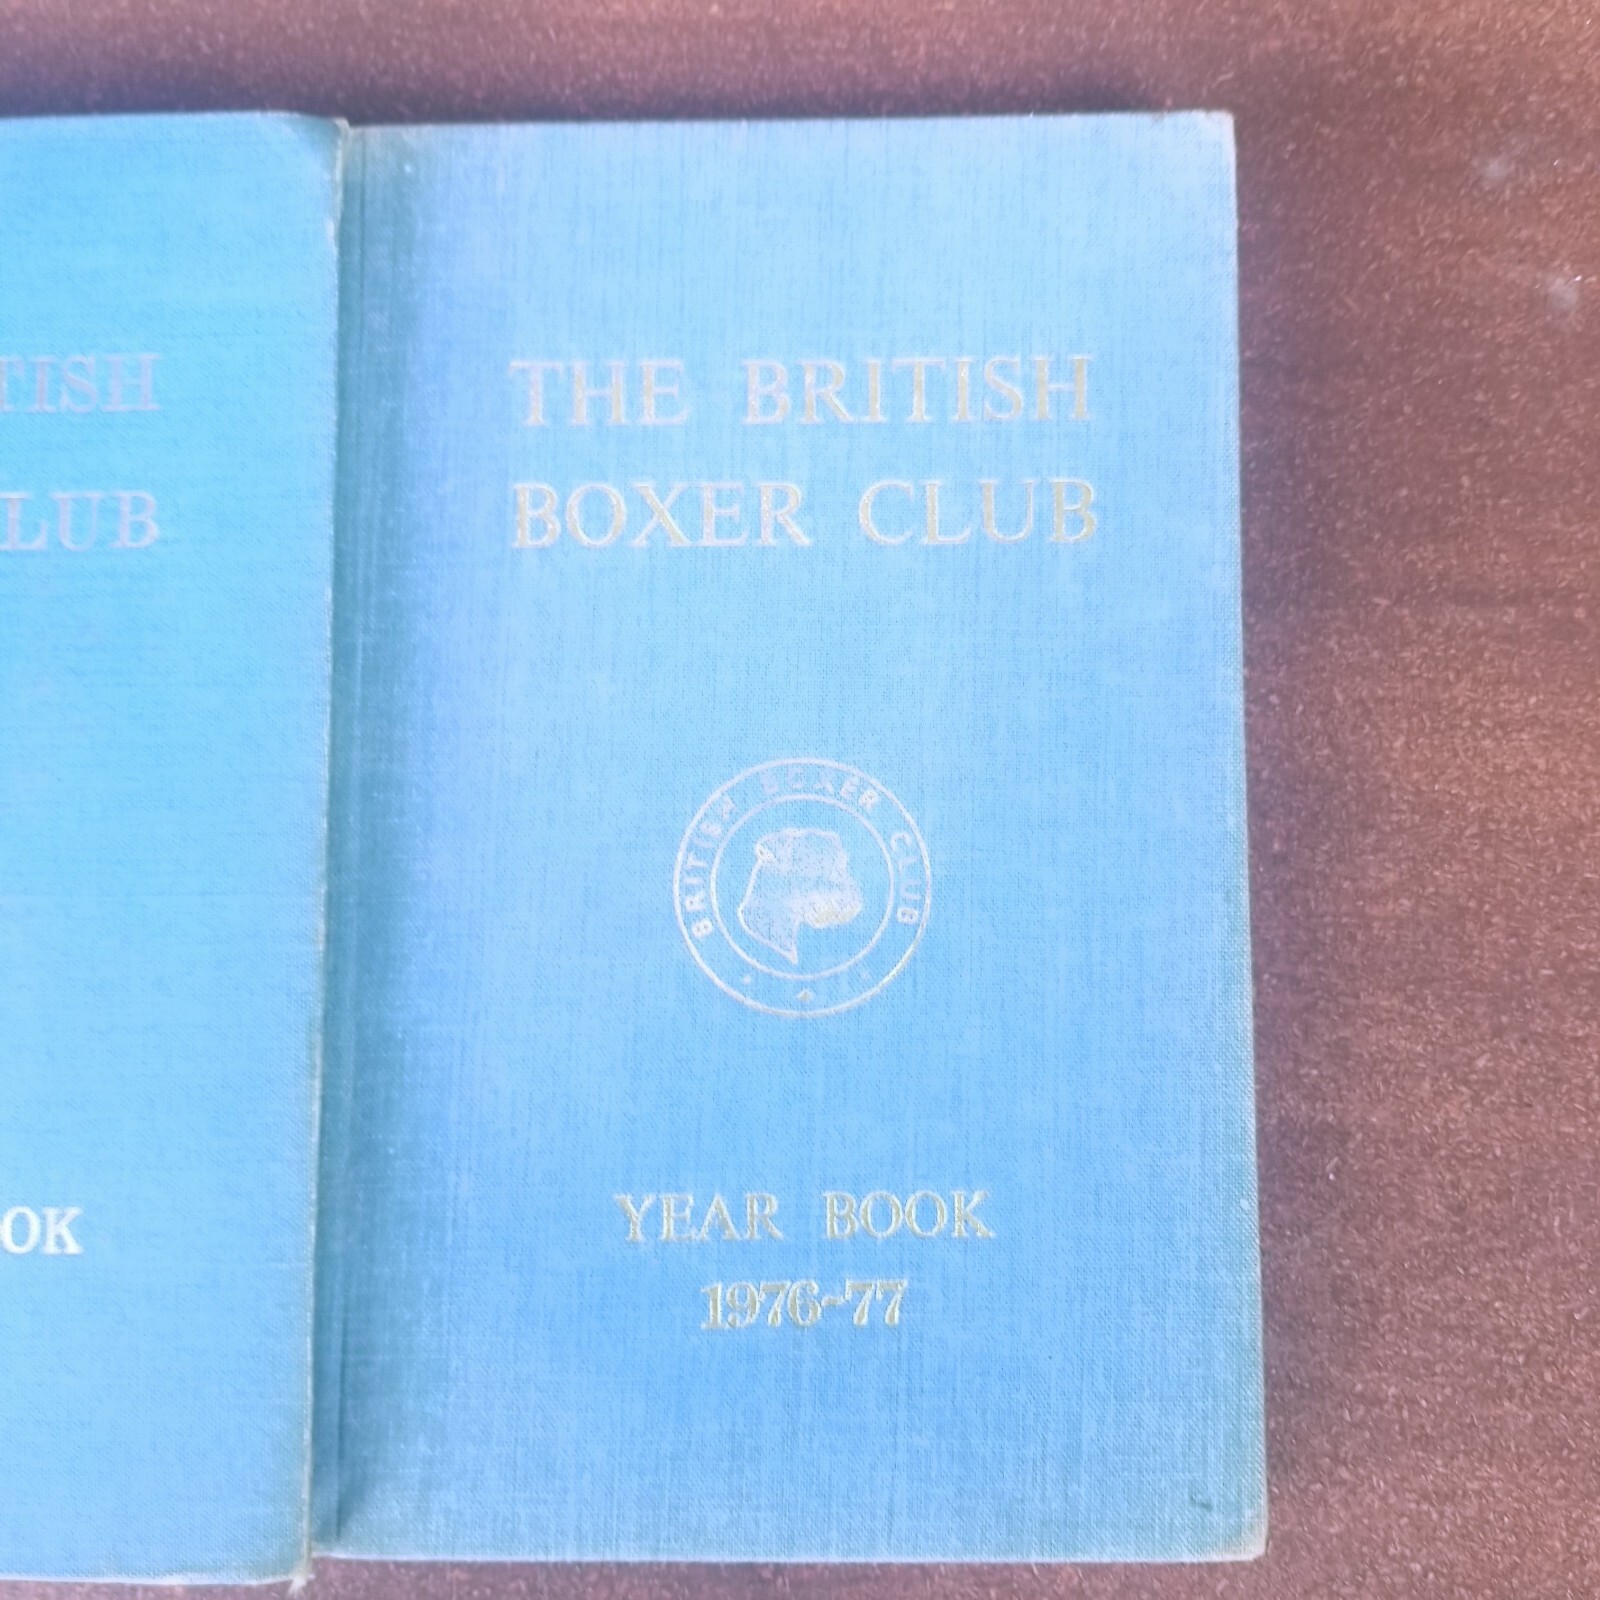 TISH
LUB
OK
THE BRITISH
BOXER CLUB
BRITISH BOXER CLUB
YEAR BOOK
1976-77